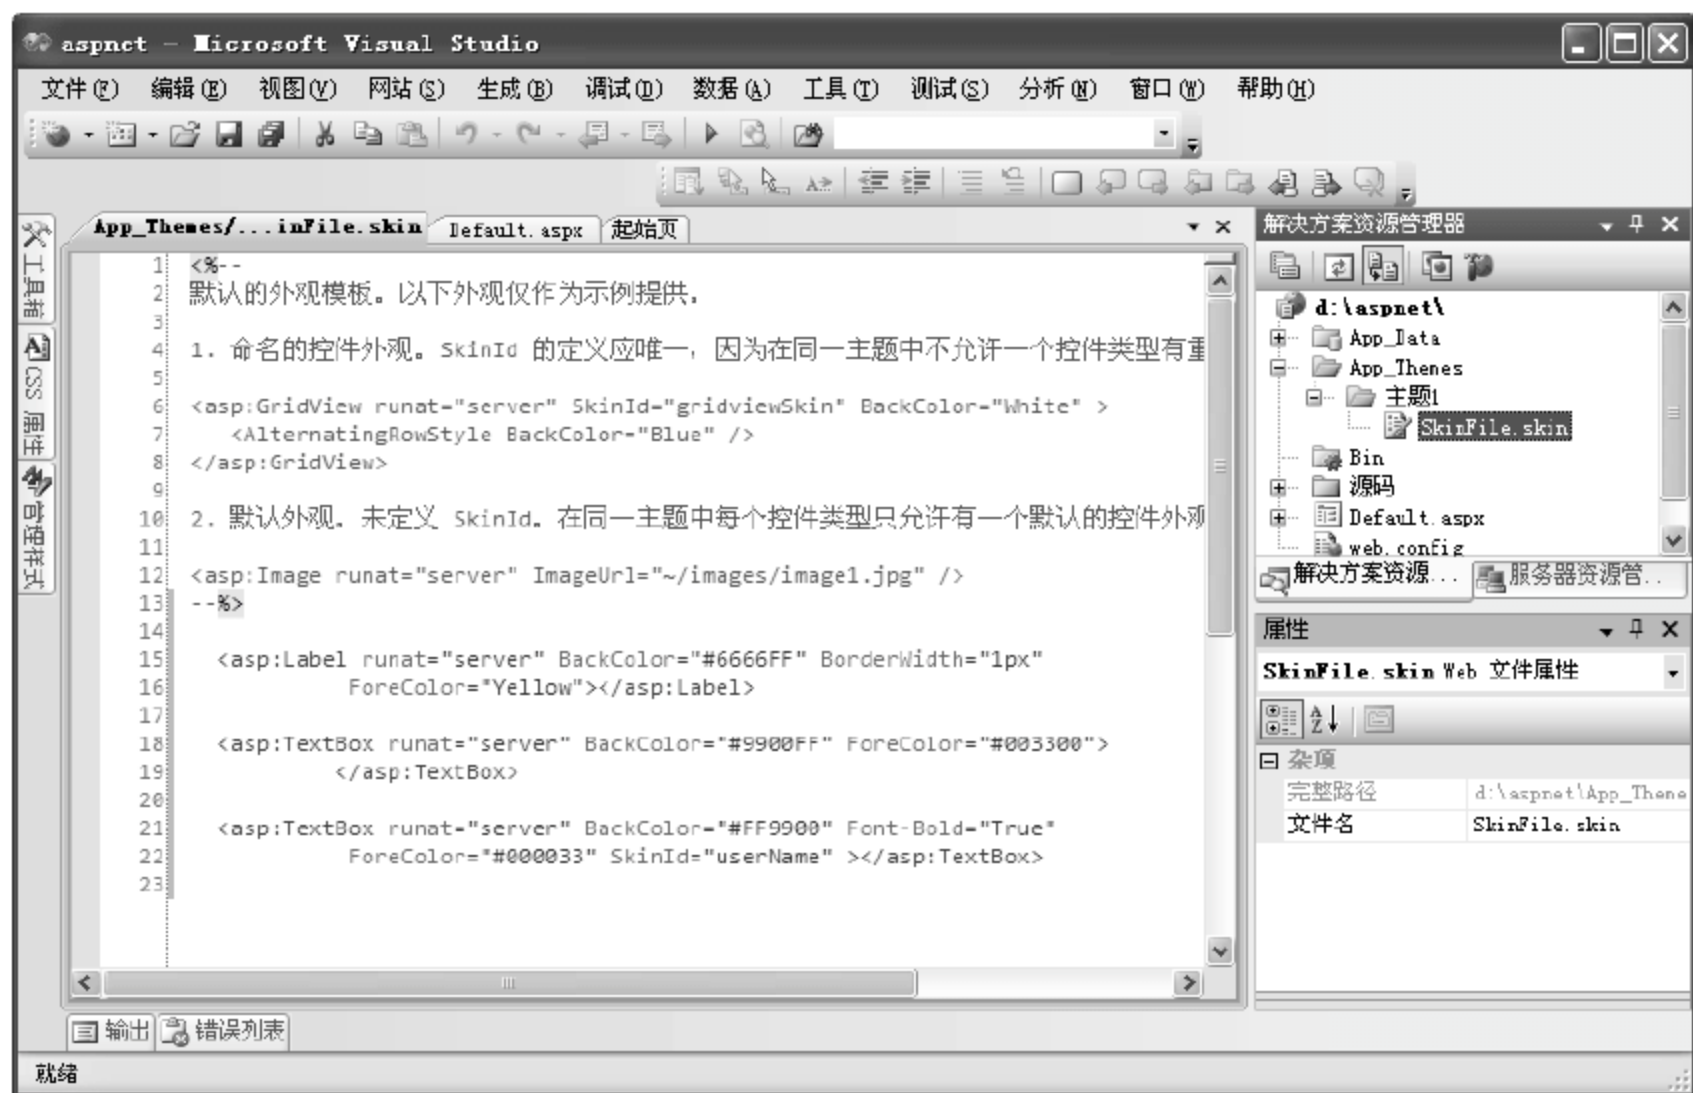 aspnet - Microsoft Visual Studio
文件(F) 编辑(E) 视图(V) 网站(S) 生成(B) 调试(D) 数据(A) 工具(T) 测试(S) 分析(N) 窗口(W) 帮助(H)
工具箱
CSS 属性
管理样式
App_Themes/...inFile.skin Default.aspx 起始页
1 <%--
2 默认的外观模板。以下外观仅作为示例提供。
3
4 1. 命名的控件外观。SkinId 的定义应唯一，因为在同一主题中不允许一个控件类型有重
5
6 <asp:GridView runat="server" SkinId="gridviewSkin" BackColor="White" >
7 <AlternatingRowStyle BackColor="Blue" />
8 </asp:GridView>
9
10 2. 默认外观。未定义 SkinId。在同一主题中每个控件类型只允许有一个默认的控件外观
11
12 <asp:Image runat="server" ImageUrl="~/images/image1.jpg" />
13 --%>
14
15 <asp:Label runat="server" BackColor="#6666FF" BorderWidth="1px"
16 ForeColor="Yellow"></asp:Label>
17
18 <asp:TextBox runat="server" BackColor="#9900FF" ForeColor="#003300">
19 </asp:TextBox>
20
21 <asp:TextBox runat="server" BackColor="#FF9900" Font-Bold="True"
22 ForeColor="#000033" SkinId="userName" ></asp:TextBox>
23
解决方案资源管理器
d:\aspnet\
App_Data
App_Themes
主题1
SkinFile.skin
Bin
源码
Default.aspx
web.config
解决方案资源... 服务器资源管...
属性
SkinFile.skin Web 文件属性
杂项
完整路径 d:\aspnet\App_Theme
文件名 SkinFile.skin
输出 错误列表
就绪